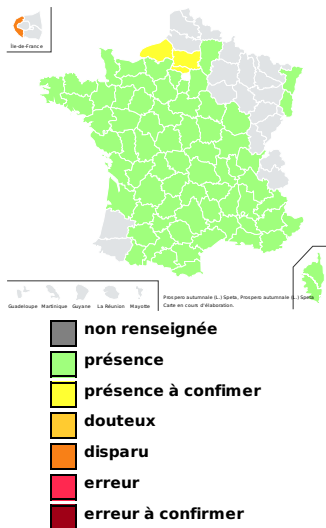 Île-de-France
Guadeloupe Martinique Guyane La Réunion Mayotte
Prospero autumnale (L.) Speta, Prospero autumnale (L.) Speta
Carte en cours d'élaboration.
non renseignée
présence
présence à confimer
douteux
disparu
erreur
erreur à confirmer